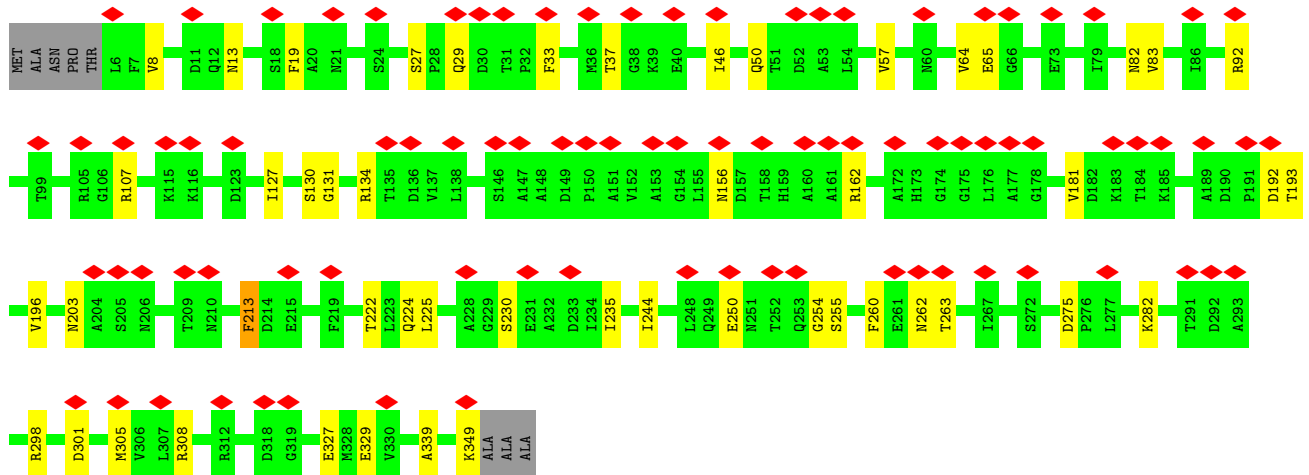 MET ALA ASN PRO THR L6 F7 V8 D11 Q12 N13 S18 F19 A20 N21 S24 S27 P28 Q29 D30 T31 P32 F33 M36 T37 G38 K39 E40 I46 Q50 T51 D52 A53 L54 V57 N60 V64 E65 G66 E73 I79 N82 V83 I86 R92
T99 R105 G106 R107 K115 K116 D123 I127 S130 G131 R134 T135 D136 V137 L138 S146 A147 A148 D149 P150 A151 V152 A153 G154 L155 N156 D157 T158 H159 A160 A161 R162 A172 H173 G174 G175 L176 A177 G178 V181 D182 K183 T184 K185 A189 D190 P191 D192 T193
V196 N203 A204 S205 N206 T209 N210 F213 D214 E215 F219 T222 L223 Q224 L225 A228 G229 S230 E231 A232 D233 I234 I235 I244 L248 Q249 E250 N251 T252 Q253 G254 S255 F260 E261 N262 T263 I267 S272 D275 P276 L277 K282 T291 D292 A293
R298 D301 M305 V306 L307 R308 R312 D318 G319 E327 M328 E329 V330 A339 K349 ALA ALA ALA